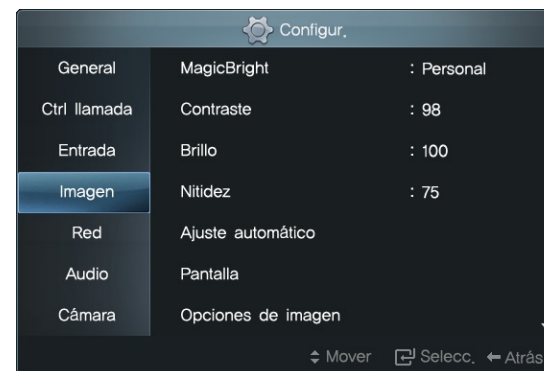 Configur.
General
Ctrl llamada
Entrada
Imagen
Red
Audio
Cámara
MagicBright : Personal
Contraste : 98
Brillo : 100
Nitidez : 75
Ajuste automático
Pantalla
Opciones de imagen
Mover Selecc. Atrás